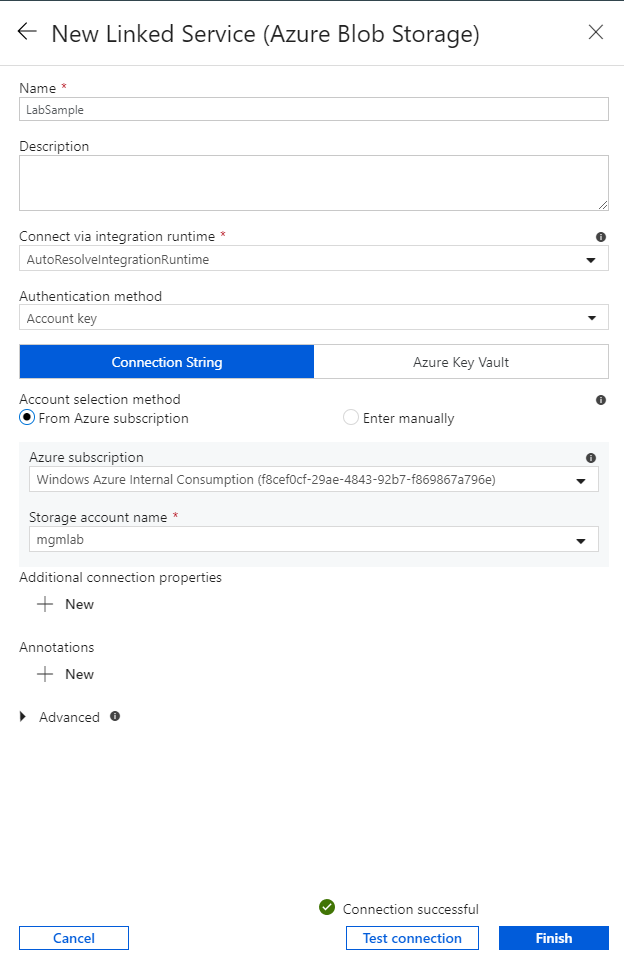 New Linked Service (Azure Blob Storage)
Name *
LabSample
Description
Connect via integration runtime *
AutoResolveIntegrationRuntime
Authentication method
Account key
Connection String
Azure Key Vault
Account selection method
From Azure subscription
Enter manually
Azure subscription
Windows Azure Internal Consumption (f8cef0cf-29ae-4843-92b7-f869867a796e)
Storage account name *
mgmlab
Additional connection properties
New
Annotations
New
Advanced
Connection successful
Cancel
Test connection
Finish